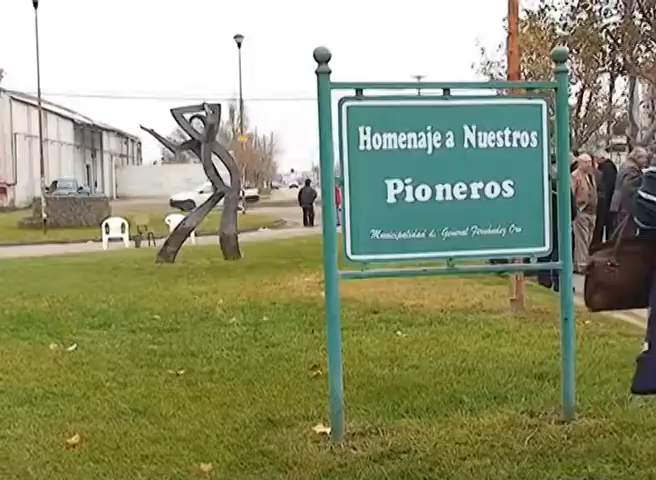 Homenaje a Nuestros
Pioneros
Municipalidad de General Fernández Oro